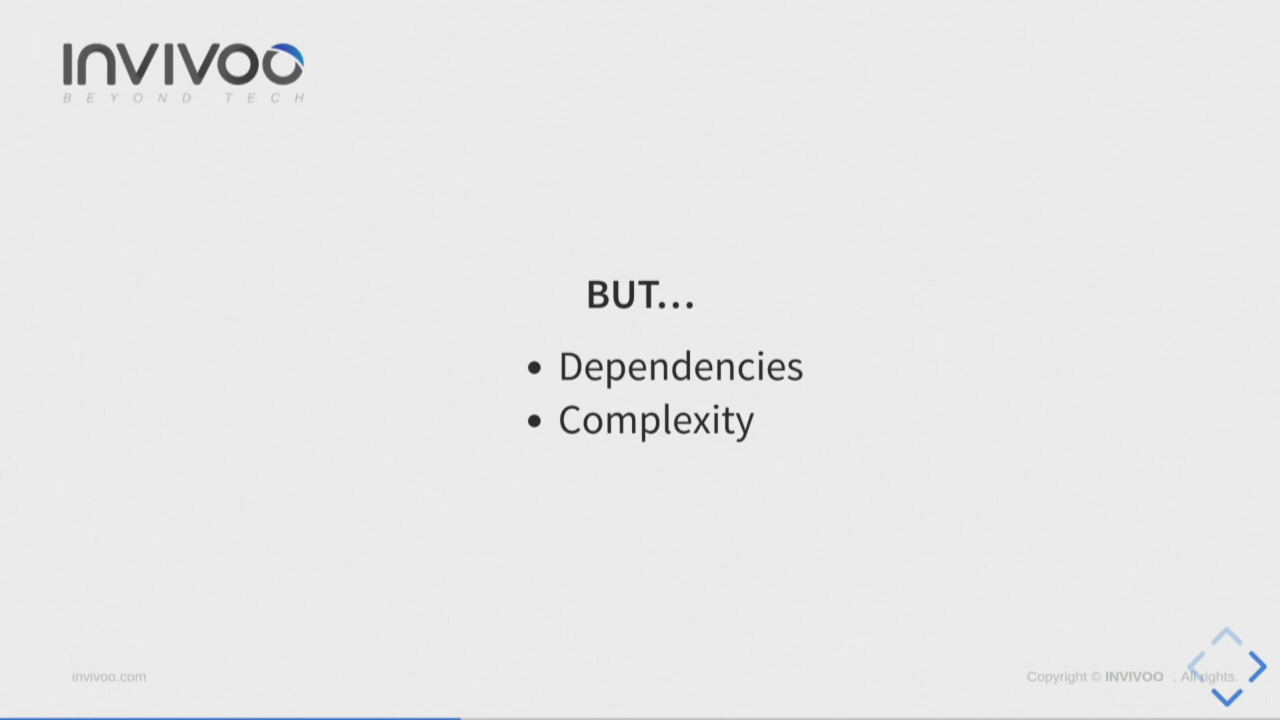 INVIVOO
BEYOND TECH
BUT...
• Dependencies
• Complexity
invivoo.com
Copyright © INVIVOO . All rights.